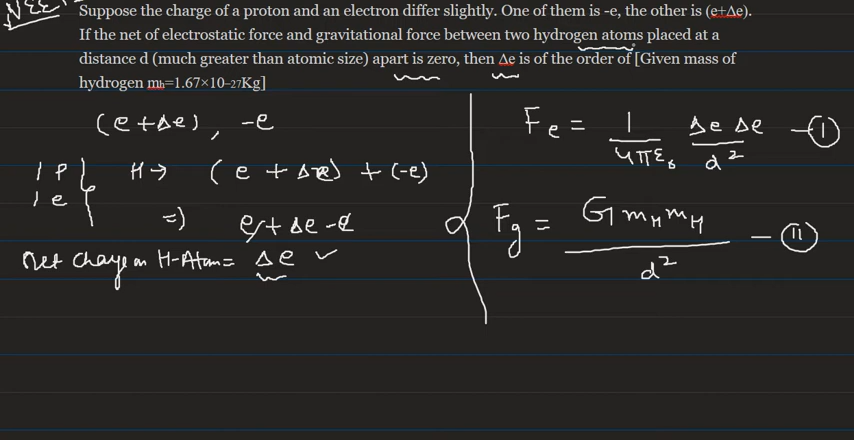 NEET
Suppose the charge of a proton and an electron differ slightly. One of them is -e, the other is (e+Δe).
If the net of electrostatic force and gravitational force between two hydrogen atoms placed at a
distance d (much greater than atomic size) apart is zero, then Δe is of the order of [Given mass of
hydrogen mh=1.67×10−27Kg]
(e+Δe), -e
1 P
1 e
H → (e + Δe) + (-e)
=) e + Δe - e
Net charge on H-Atom = Δe ✓
Fe = 1/4πε₀ Δe Δe/d² — I
Fg = G mH mH/d² — II